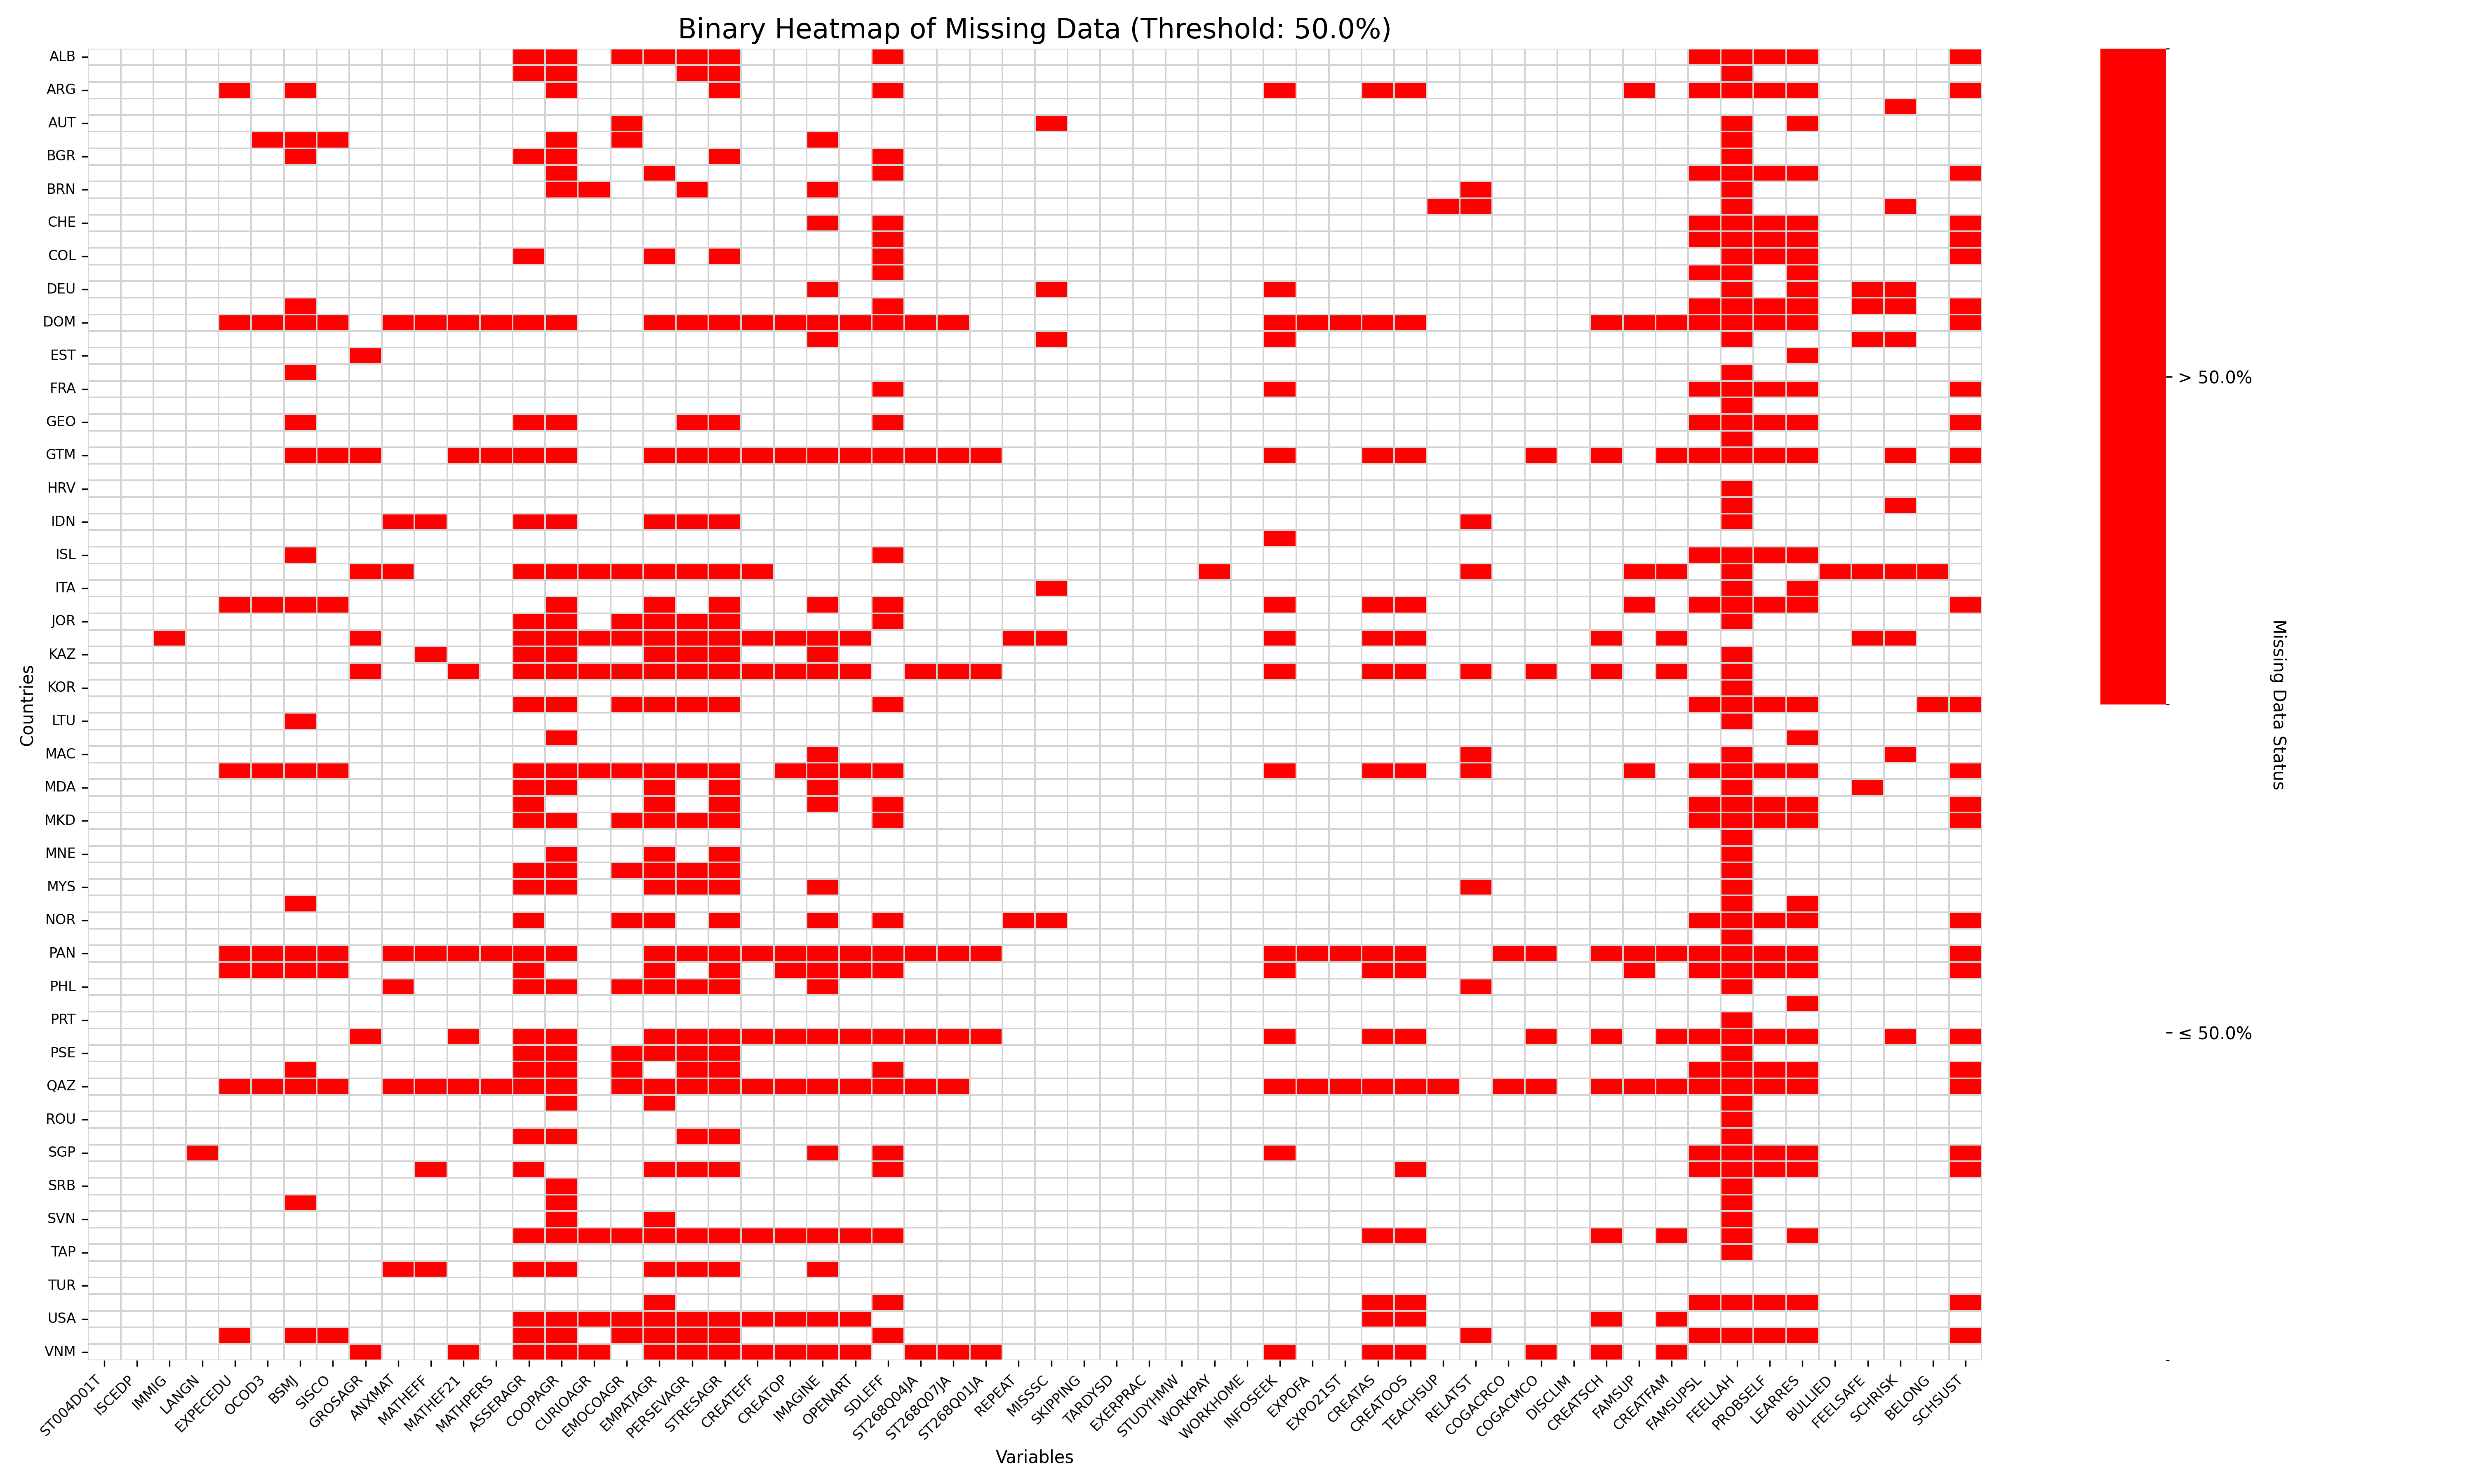 Binary Heatmap of Missing Data (Threshold: 50.0%)
ALB
ARG
AUT
BGR
BRN
CHE
COL
DEU
DOM
EST
FRA
GEO
GTM
HRV
IDN
ISL
ITA
JOR
KAZ
KOR
LTU
MAC
MDA
MKD
MNE
MYS
NOR
PAN
PHL
PRT
PSE
QAZ
ROU
SGP
SRB
SVN
TAP
TUR
USA
VNM
Countries
ST004D01T
ISCEDP
IMMIG
LANGN
EXPECEDU
OCOD3
BSMJ
SISCO
GROSAGR
ANXMAT
MATHEFF
MATHEF21
MATHPERS
ASSERAGR
COOPAGR
CURIOAGR
EMOCOAGR
EMPATAGR
PERSEVAGR
STRESAGR
CREATEFF
CREATOP
IMAGINE
OPENART
SDLEFF
ST268Q04JA
ST268Q07JA
ST268Q01JA
REPEAT
MISSSC
SKIPPING
TARDYSD
EXERPRAC
STUDYHMW
WORKPAY
WORKHOME
INFOSEEK
EXPOFA
EXPO21ST
CREATAS
CREATOOS
TEACHSUP
RELATST
COGACRCO
COGACMCO
DISCLIM
CREATSCH
FAMSUP
CREATFAM
FAMSUPSL
FEELLAH
PROBSELF
LEARRES
BULLIED
FEELSAFE
SCHRISK
BELONG
SCHSUST
Variables
> 50.0%
≤ 50.0%
Missing Data Status